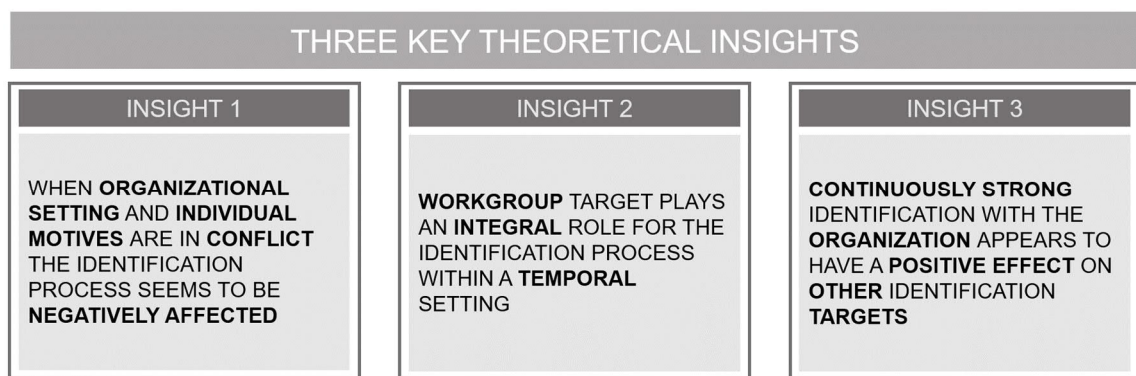 THREE KEY THEORETICAL INSIGHTS
INSIGHT 1
WHEN ORGANIZATIONAL
SETTING AND INDIVIDUAL
MOTIVES ARE IN CONFLICT
THE IDENTIFICATION
PROCESS SEEMS TO BE
NEGATIVELY AFFECTED
INSIGHT 2
WORKGROUP TARGET PLAYS
AN INTEGRAL ROLE FOR THE
IDENTIFICATION PROCESS
WITHIN A TEMPORAL
SETTING
INSIGHT 3
CONTINUOUSLY STRONG
IDENTIFICATION WITH THE
ORGANIZATION APPEARS TO
HAVE A POSITIVE EFFECT ON
OTHER IDENTIFICATION
TARGETS